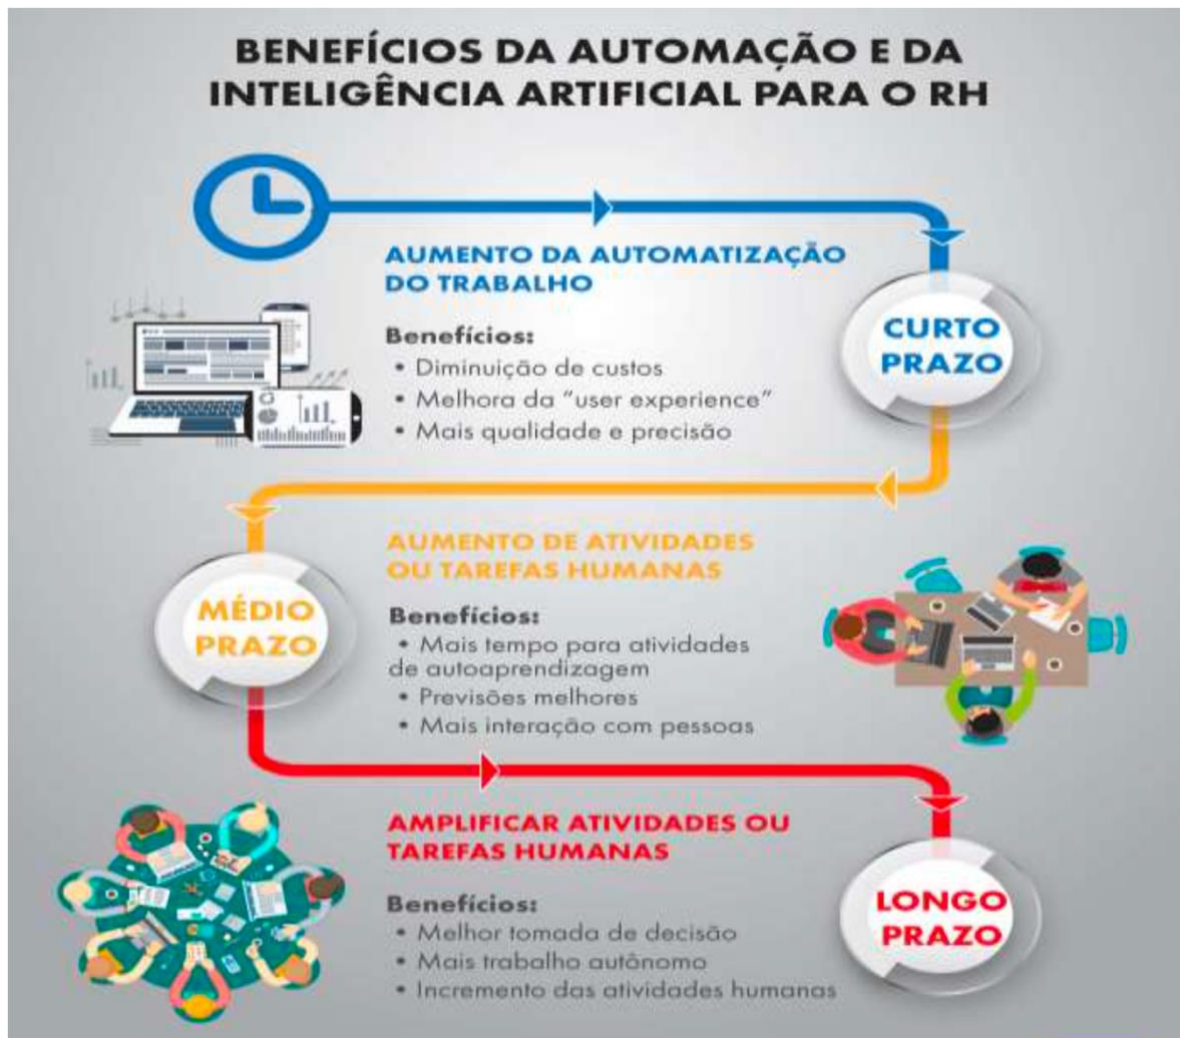 BENEFÍCIOS DA AUTOMAÇÃO E DA
INTELIGÊNCIA ARTIFICIAL PARA O RH
AUMENTO DA AUTOMATIZAÇÃO
DO TRABALHO
CURTO
PRAZO
Benefícios:
• Diminuição de custos
• Melhora da “user experience”
• Mais qualidade e precisão
AUMENTO DE ATIVIDADES
OU TAREFAS HUMANAS
MÉDIO
PRAZO
Benefícios:
• Mais tempo para atividades
de autoaprendizagem
• Previsões melhores
• Mais interação com pessoas
AMPLIFICAR ATIVIDADES OU
TAREFAS HUMANAS
LONGO
PRAZO
Benefícios:
• Melhor tomada de decisão
• Mais trabalho autônomo
• Incremento das atividades humanas